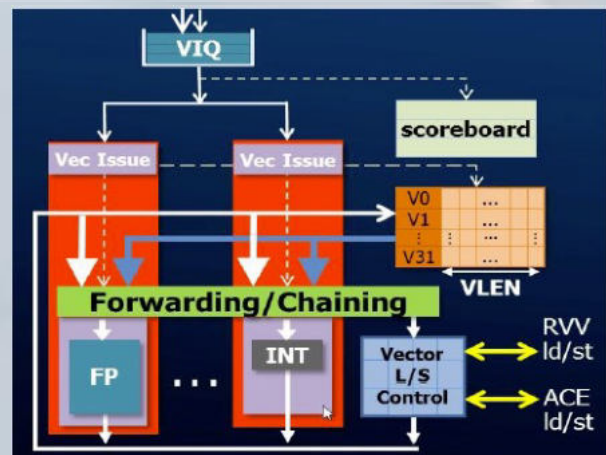 VIQ
scoreboard
Vec Issue
Vec Issue
V0 ...
V1 ...
⋮ ⋮ ... ⋮
V31 ...
VLEN
Forwarding/Chaining
FP
...
INT
Vector
L/S
Control
RVV
ld/st
ACE
ld/st